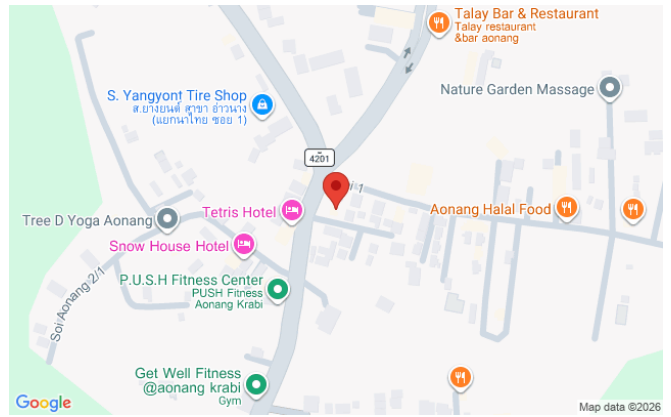 Talay Bar & Restaurant
Talay restaurant
&bar aonang
Nature Garden Massage
S. Yangyont Tire Shop
ส.ยางยนต์ สาขา อ่าวนาง
(แยกนาไทย ซอย 1)
4201
i 1
Tetris Hotel
Aonang Halal Food
Tree D Yoga Aonang
Snow House Hotel
P.U.S.H Fitness Center
PUSH Fitness
Aonang Krabi
Soi Aonang 2/1
Get Well Fitness
@aonang krabi
Gym
Google
Map data ©2026